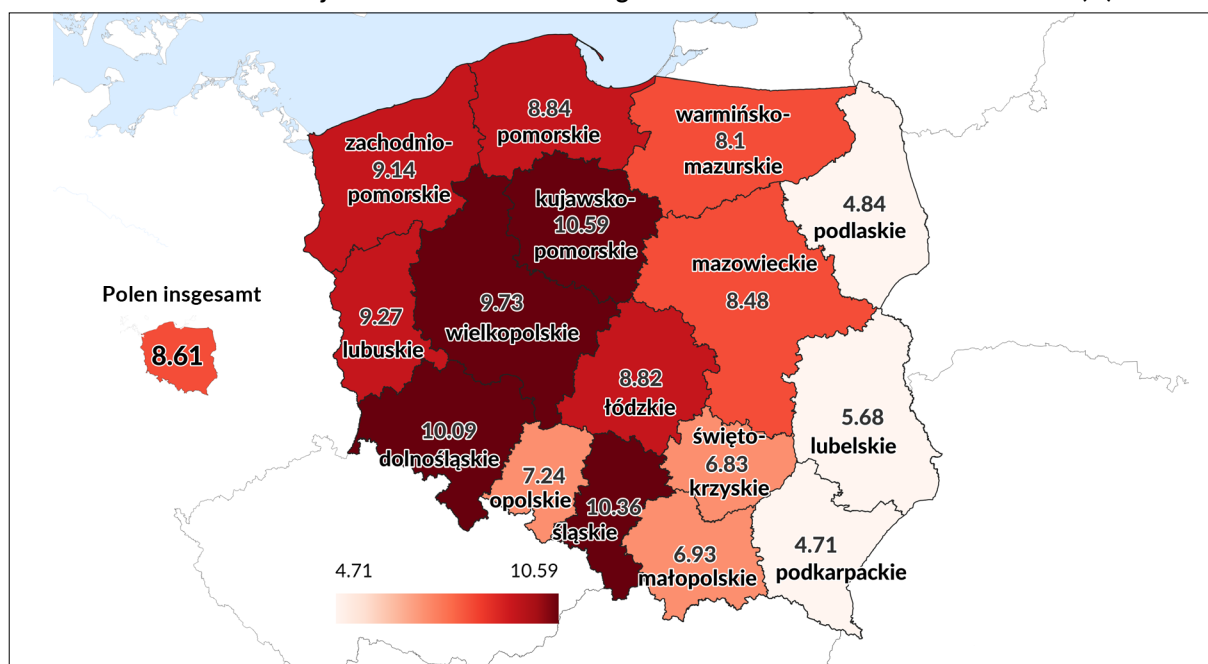 8.84
pomorskie
warmińsko-
8.1
mazurskie
zachodnio-
9.14
pomorskie
kujawsko-
10.59
pomorskie
4.84
podlaskie
mazowieckie
8.48
Polen insgesamt
8.61
9.27
lubuskie
9.73
wielkopolskie
8.82
łódzkie
5.68
lubelskie
10.09
dolnośląskie
święto-
6.83
krzyskie
7.24
opolskie
10.36
śląskie
6.93
małopolskie
4.71
podkarpackie
4.71
10.59